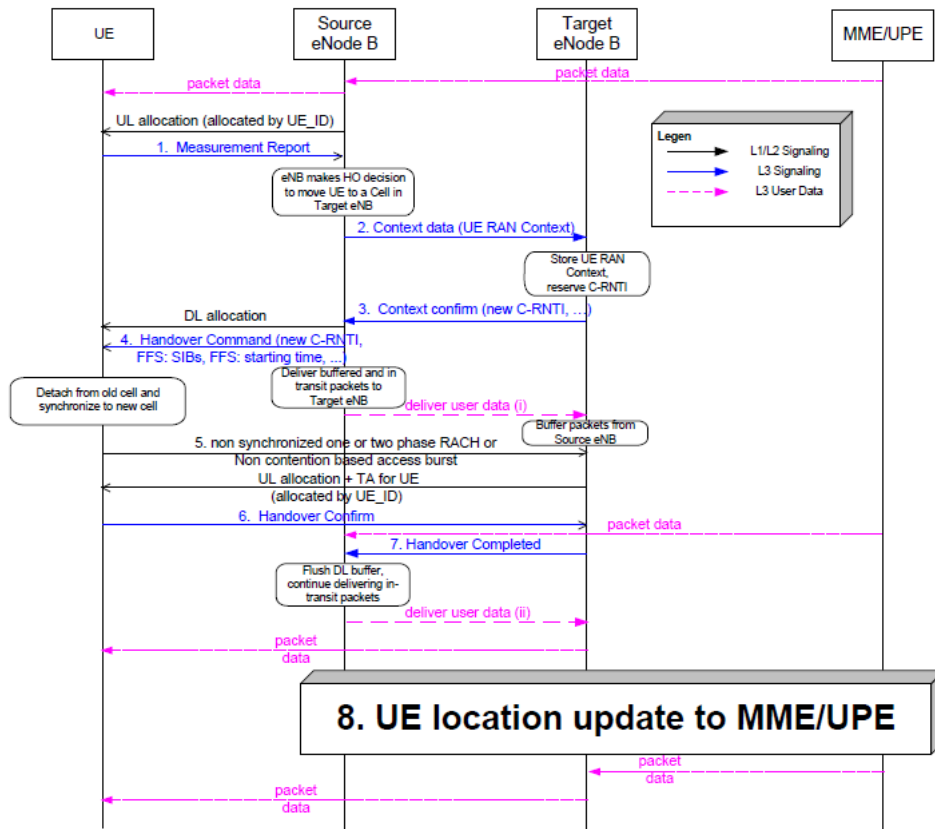 UE
Source
eNode B
Target
eNode B
MME/UPE
packet data
packet data
UL allocation (allocated by UE_ID)
1. Measurement Report
Legen
L1/L2 Signaling
L3 Signaling
L3 User Data
eNB makes HO decision
to move UE to a Cell in
Target eNB
2. Context data (UE RAN Context)
Store UE RAN
Context,
reserve C-RNTI
3. Context confirm (new C-RNTI, ...)
DL allocation
4. Handover Command (new C-RNTI,
FFS: SIBs, FFS: starting time, ...)
Detach from old cell and
synchronize to new cell
Deliver buffered and in
transit packets to
Target eNB
deliver user data (i)
Buffer packets from
Source eNB
5. non synchronized one or two phase RACH or
Non contention based access burst
UL allocation + TA for UE
(allocated by UE_ID)
6. Handover Confirm
packet data
7. Handover Completed
Flush DL buffer,
continue delivering in-
transit packets
deliver user data (ii)
packet
data
8. UE location update to MME/UPE
packet
data
packet
data